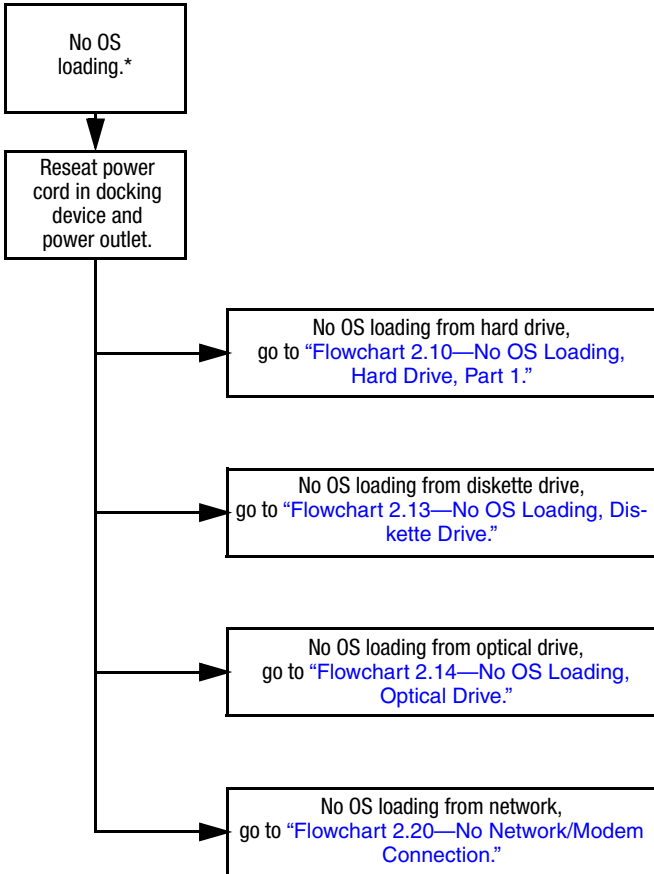 No OS
loading.*
Reseat power
cord in docking
device and
power outlet.
No OS loading from hard drive,
go to “Flowchart 2.10—No OS Loading,
Hard Drive, Part 1.”
No OS loading from diskette drive,
go to “Flowchart 2.13—No OS Loading, Dis-
kette Drive.”
No OS loading from optical drive,
go to “Flowchart 2.14—No OS Loading,
Optical Drive.”
No OS loading from network,
go to “Flowchart 2.20—No Network/Modem
Connection.”